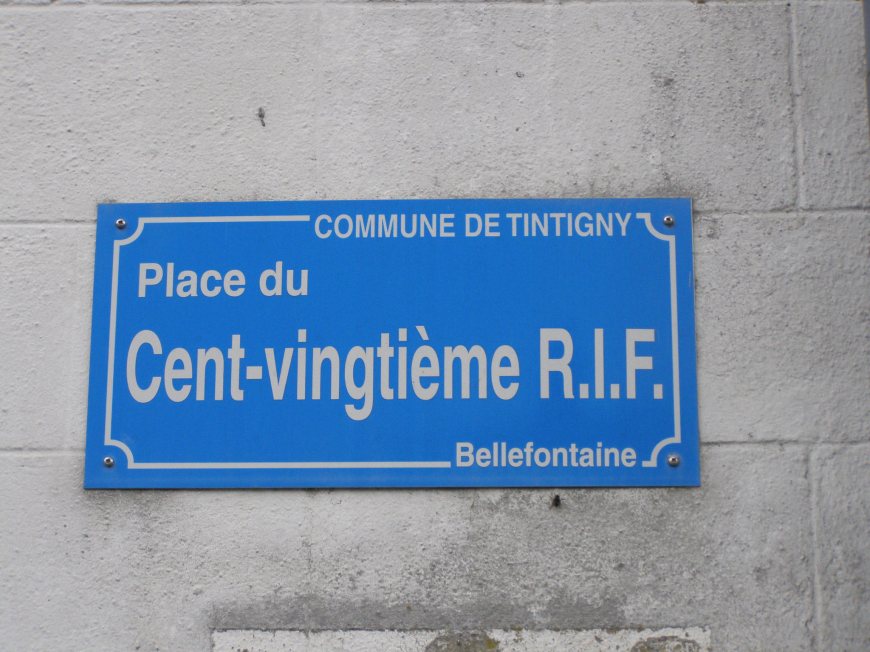 COMMUNE DE TINTIGNY
Place du
Cent-vingtième R.I.F.
Bellefontaine